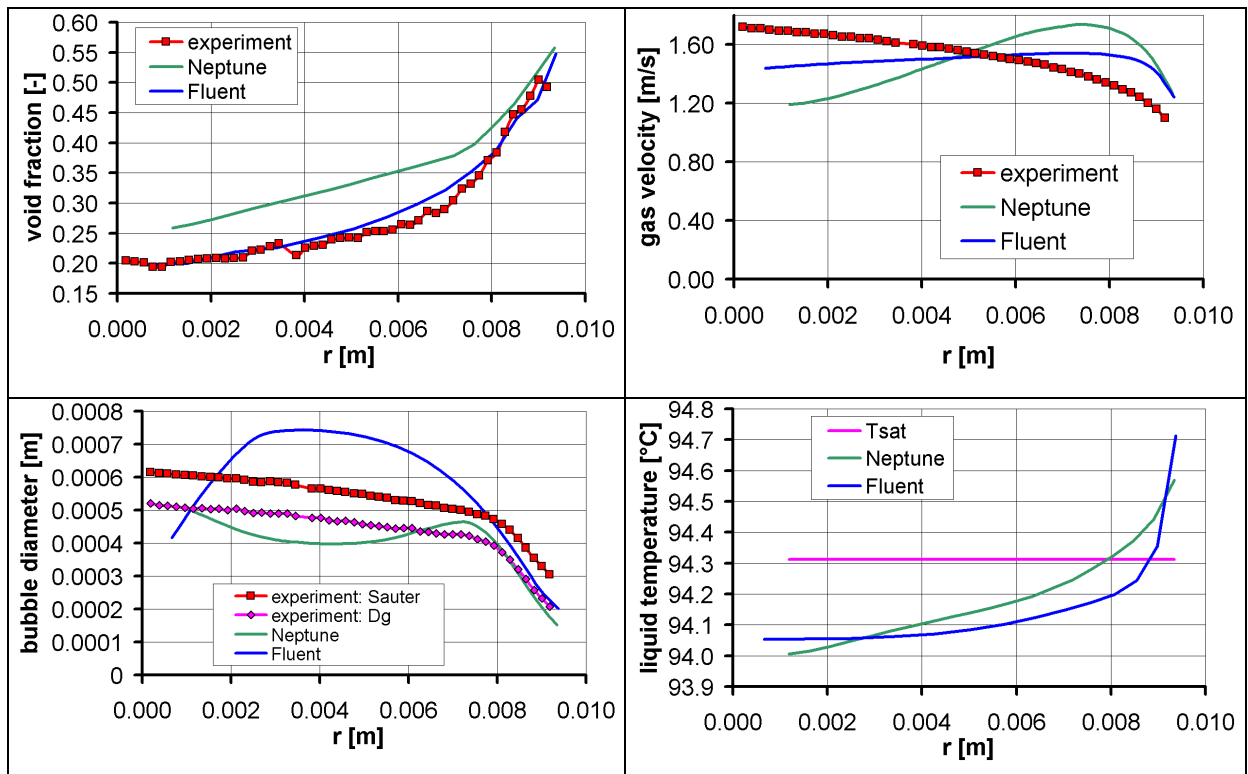 0.60
0.55
0.50
0.45
0.40
0.35
0.30
0.25
0.20
0.15
void fraction [-]
experiment
Neptune
Fluent
0.000 0.002 0.004 0.006 0.008 0.010
r [m]
1.60
1.20
0.80
0.40
0.00
gas velocity [m/s]
experiment
Neptune
Fluent
0.000 0.002 0.004 0.006 0.008 0.010
r [m]
0.0008
0.0007
0.0006
0.0005
0.0004
0.0003
0.0002
0.0001
0
bubble diameter [m]
experiment: Sauter
experiment: Dg
Neptune
Fluent
0.000 0.002 0.004 0.006 0.008 0.010
r [m]
94.8
94.7
94.6
94.5
94.4
94.3
94.2
94.1
94.0
93.9
liquid temperature [°C]
Tsat
Neptune
Fluent
0.000 0.002 0.004 0.006 0.008 0.010
r [m]